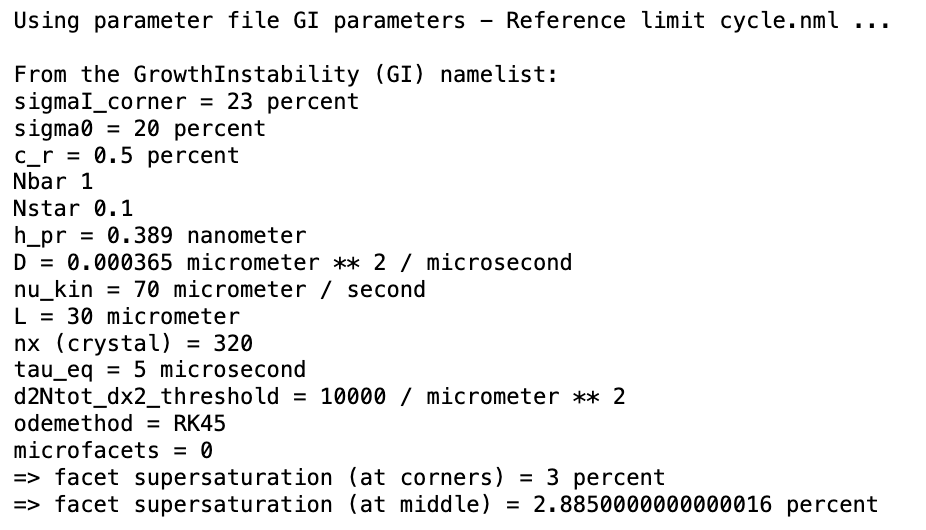 Using parameter file GI parameters – Reference limit cycle.nml ...
From the GrowthInstability (GI) namelist:
sigmaI_corner = 23 percent
sigma0 = 20 percent
c_r = 0.5 percent
Nbar 1
Nstar 0.1
h_pr = 0.389 nanometer
D = 0.000365 micrometer ** 2 / microsecond
nu_kin = 70 micrometer / second
L = 30 micrometer
nx (crystal) = 320
tau_eq = 5 microsecond
d2Ntot_dx2_threshold = 10000 / micrometer ** 2
odemethod = RK45
microfacets = 0
=> facet supersaturation (at corners) = 3 percent
=> facet supersaturation (at middle) = 2.8850000000000016 percent